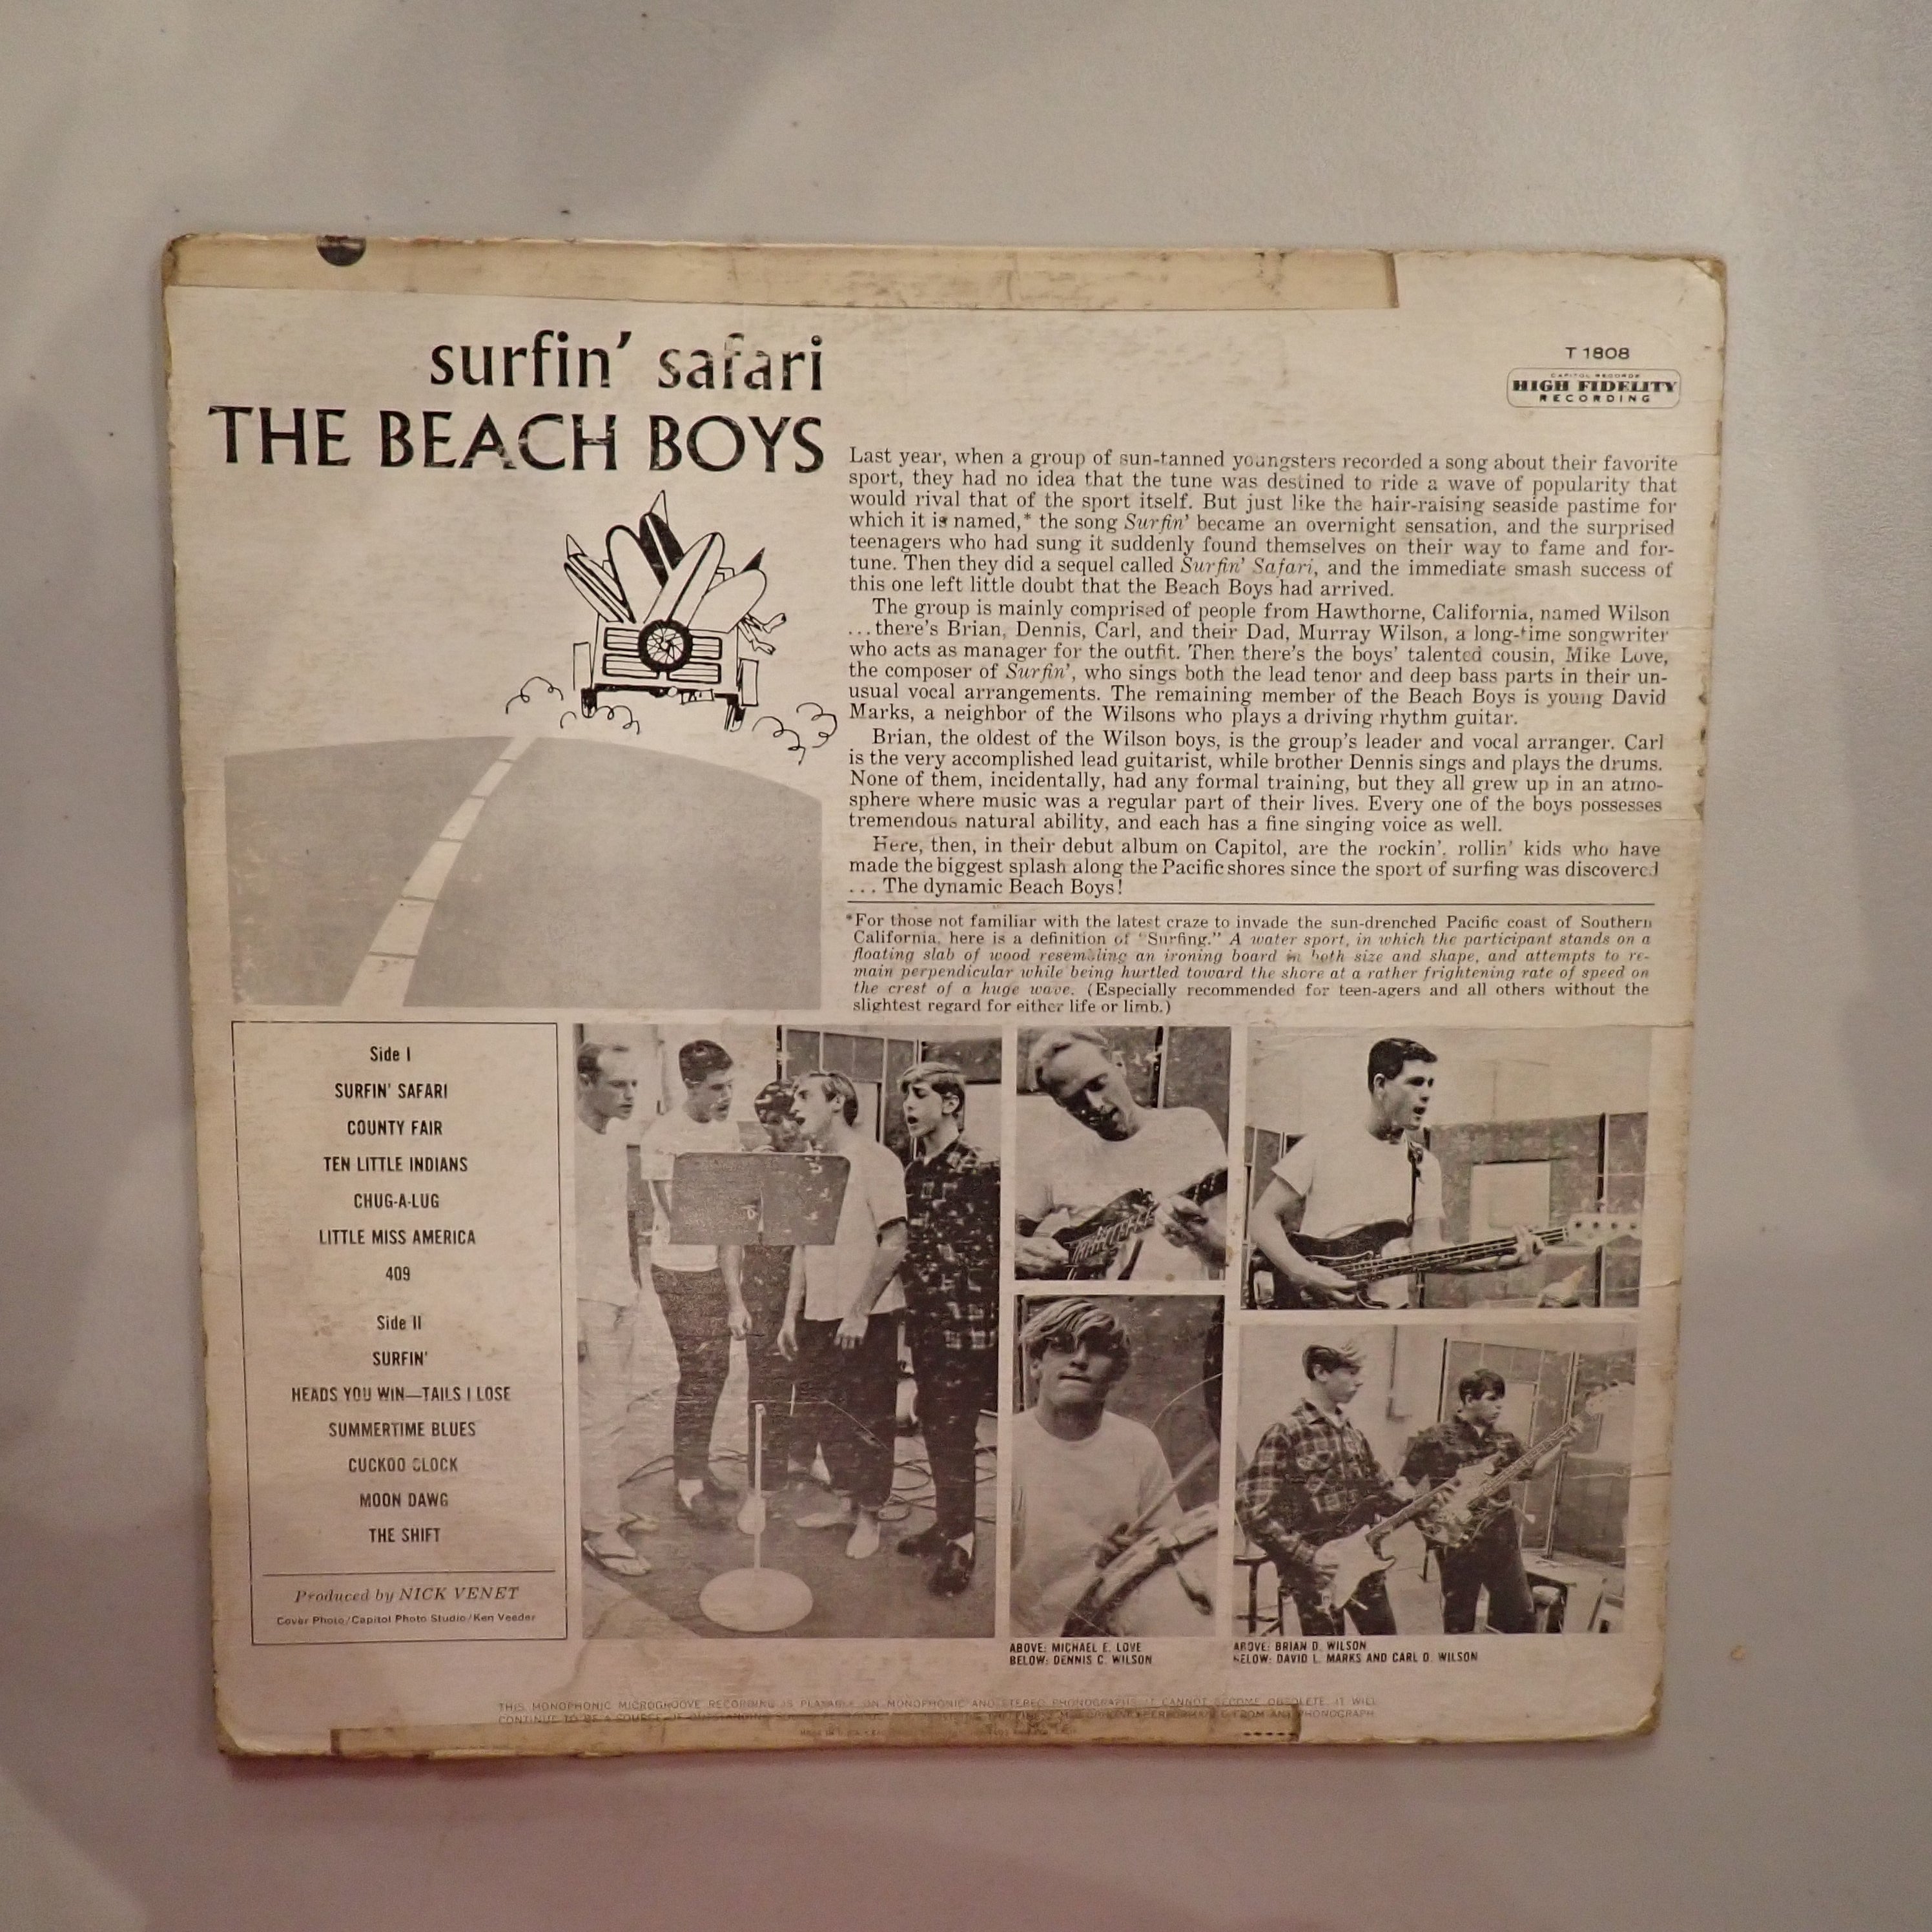 surfin' safari
THE BEACH BOYS
T 1808
CAPITOL RECORDS
HIGH FIDELITY
RECORDING
Last year, when a group of sun-tanned youngsters recorded a song about their favorite
sport, they had no idea that the tune was destined to ride a wave of popularity that
would rival that of the sport itself. But just like the hair-raising seaside pastime for
which it is named,* the song Surfin' became an overnight sensation, and the surprised
teenagers who had sung it suddenly found themselves on their way to fame and for-
tune. Then they did a sequel called Surfin' Safari, and the immediate smash success of
this one left little doubt that the Beach Boys had arrived.
The group is mainly comprised of people from Hawthorne, California, named Wilson
...there's Brian, Dennis, Carl, and their Dad, Murray Wilson, a long-time songwriter
who acts as manager for the outfit. Then there's the boys' talented cousin, Mike Love,
the composer of Surfin', who sings both the lead tenor and deep bass parts in their un-
usual vocal arrangements. The remaining member of the Beach Boys is young David
Marks, a neighbor of the Wilsons who plays a driving rhythm guitar.
Brian, the oldest of the Wilson boys, is the group's leader and vocal arranger. Carl
is the very accomplished lead guitarist, while brother Dennis sings and plays the drums.
None of them, incidentally, had any formal training, but they all grew up in an atmo-
sphere where music was a regular part of their lives. Every one of the boys possesses
tremendous natural ability, and each has a fine singing voice as well.
Here, then, in their debut album on Capitol, are the rockin', rollin' kids who have
made the biggest splash along the Pacific shores since the sport of surfing was discovered
... The dynamic Beach Boys!
*For those not familiar with the latest craze to invade the sun-drenched Pacific coast of Southern
California, here is a definition of "Surfing." A water sport, in which the participant stands on a
floating slab of wood resembling an ironing board in both size and shape, and attempts to re-
main perpendicular while being hurtled toward the shore at a rather frightening rate of speed on
the crest of a huge wave. (Especially recommended for teen-agers and all others without the
slightest regard for either life or limb.)
Side I
SURFIN' SAFARI
COUNTY FAIR
TEN LITTLE INDIANS
CHUG-A-LUG
LITTLE MISS AMERICA
409
Side II
SURFIN'
HEADS YOU WIN—TAILS I LOSE
SUMMERTIME BLUES
CUCKOO CLOCK
MOON DAWG
THE SHIFT
Produced by NICK VENET
Cover Photo/Capitol Photo Studio/Ken Veeder
ABOVE: MICHAEL E. LOVE
BELOW: DENNIS C. WILSON
ABOVE: BRIAN D. WILSON
BELOW: DAVID L. MARKS AND CARL D. WILSON
THIS MONOPHONIC MICROGROOVE RECORDING IS PLAYABLE ON MONOPHONIC AND STEREO PHONOGRAPHS. IT CANNOT BECOME OBSOLETE. IT WILL
CONTINUE TO BE A SOURCE OF OUTSTANDING FROM ANY PHONOGRAPH.